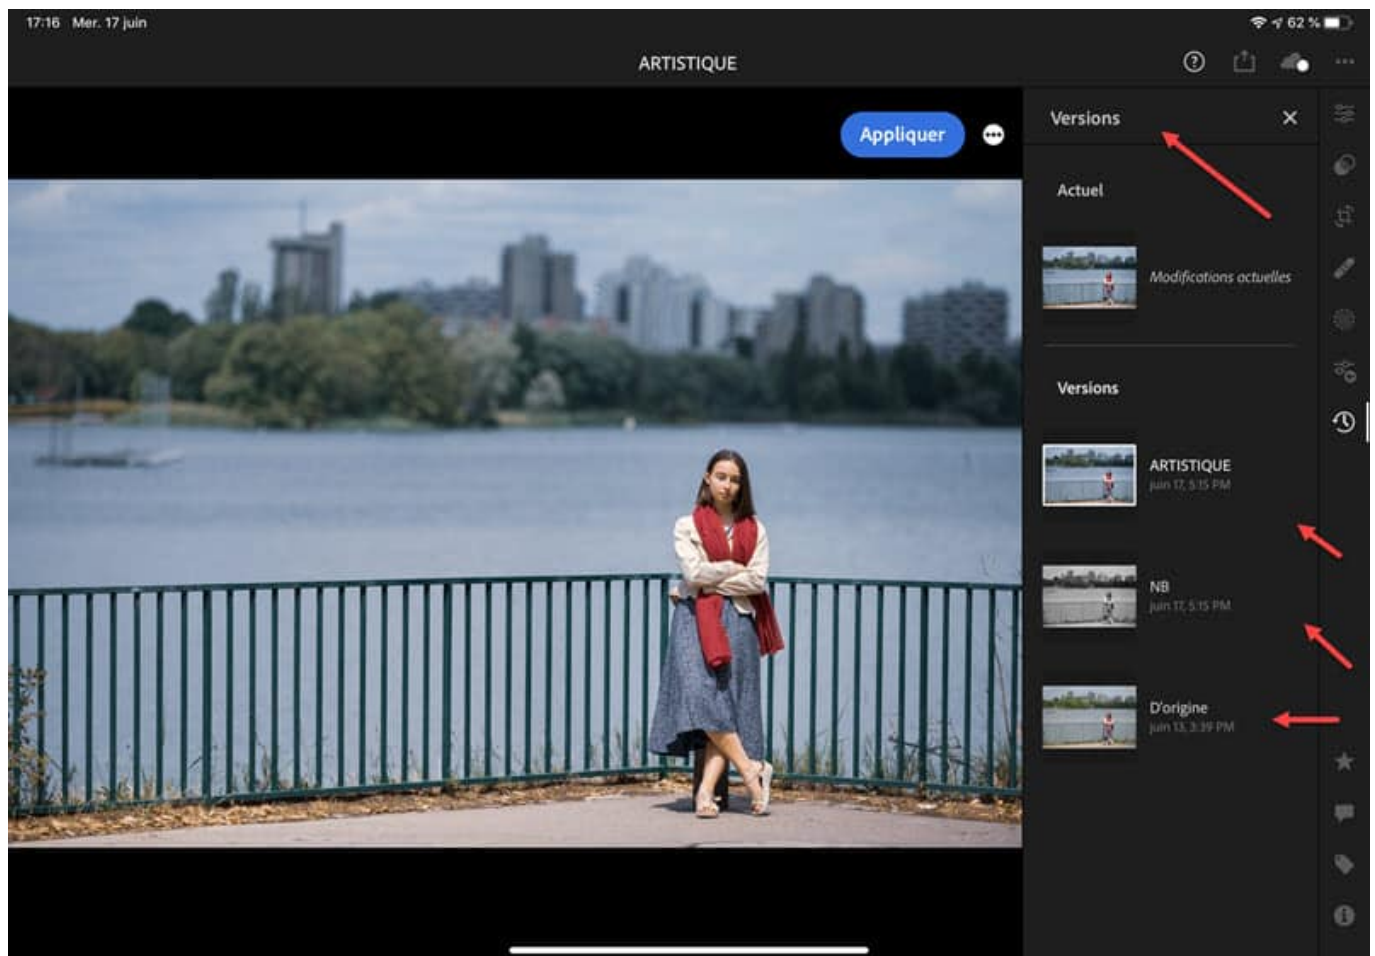 17:16 Mer. 17 juin
62 %
ARTISTIQUE
Appliquer
Versions
Actuel
Modifications actuelles
Versions
ARTISTIQUE
juin 17, 5:15 PM
NB
juin 17, 5:15 PM
D'origine
juin 13, 3:39 PM